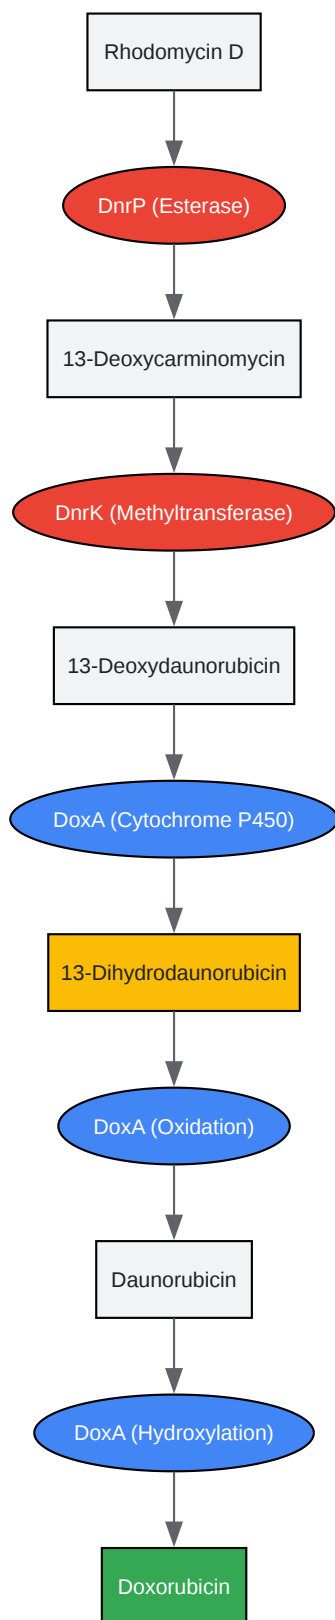 Rhodomycin D
DnrP (Esterase)
13-Deoxycarminomycin
DnrK (Methyltransferase)
13-Deoxydaunorubicin
DoxA (Cytochrome P450)
13-Dihydrodaunorubicin
DoxA (Oxidation)
Daunorubicin
DoxA (Hydroxylation)
Doxorubicin